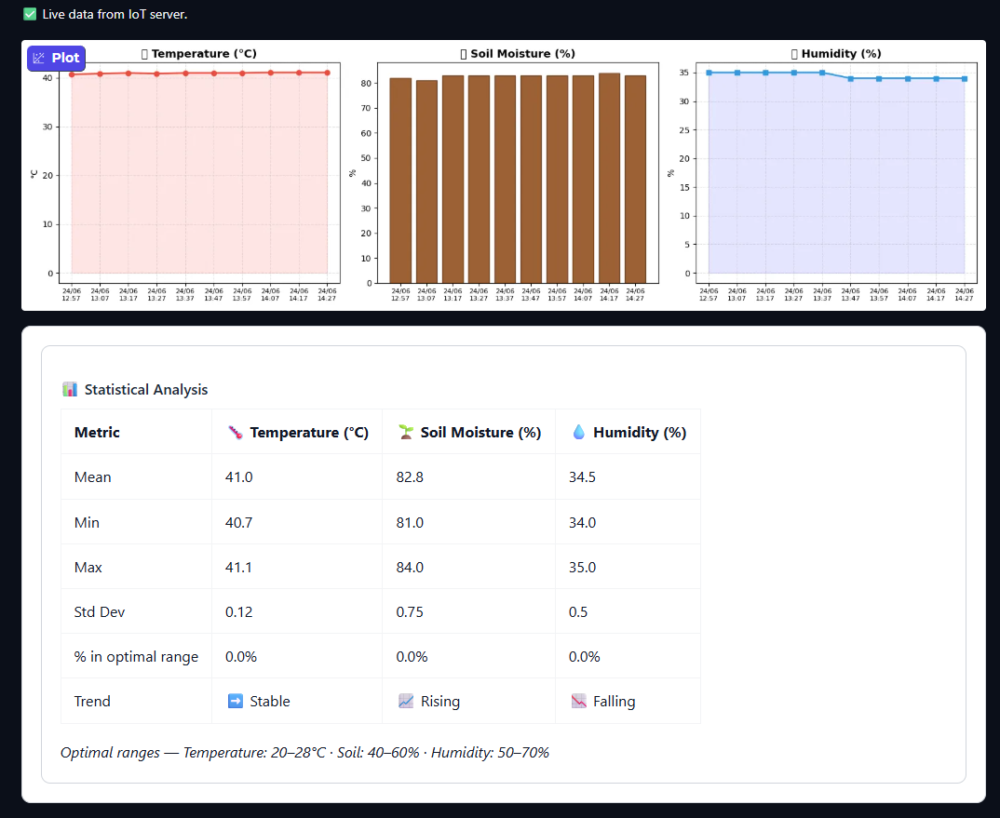 ✅ Live data from IoT server.
Plot
▯ Temperature (°C)
°C
40
30
20
10
0
24/06 24/06 24/06 24/06 24/06 24/06 24/06 24/06 24/06 24/06
12:57 13:07 13:17 13:27 13:37 13:47 13:57 14:07 14:17 14:27
▯ Soil Moisture (%)
%
80
70
60
50
40
30
20
10
0
24/06 24/06 24/06 24/06 24/06 24/06 24/06 24/06 24/06 24/06
12:57 13:07 13:17 13:27 13:37 13:47 13:57 14:07 14:17 14:27
▯ Humidity (%)
%
35
30
25
20
15
10
5
0
24/06 24/06 24/06 24/06 24/06 24/06 24/06 24/06 24/06 24/06
12:57 13:07 13:17 13:27 13:37 13:47 13:57 14:07 14:17 14:27
📊 Statistical Analysis
Metric 🌡️ Temperature (°C) 🌱 Soil Moisture (%) 💧 Humidity (%)
Mean 41.0 82.8 34.5
Min 40.7 81.0 34.0
Max 41.1 84.0 35.0
Std Dev 0.12 0.75 0.5
% in optimal range 0.0% 0.0% 0.0%
Trend ➡️ Stable 📈 Rising 📉 Falling
Optimal ranges — Temperature: 20–28°C · Soil: 40–60% · Humidity: 50–70%